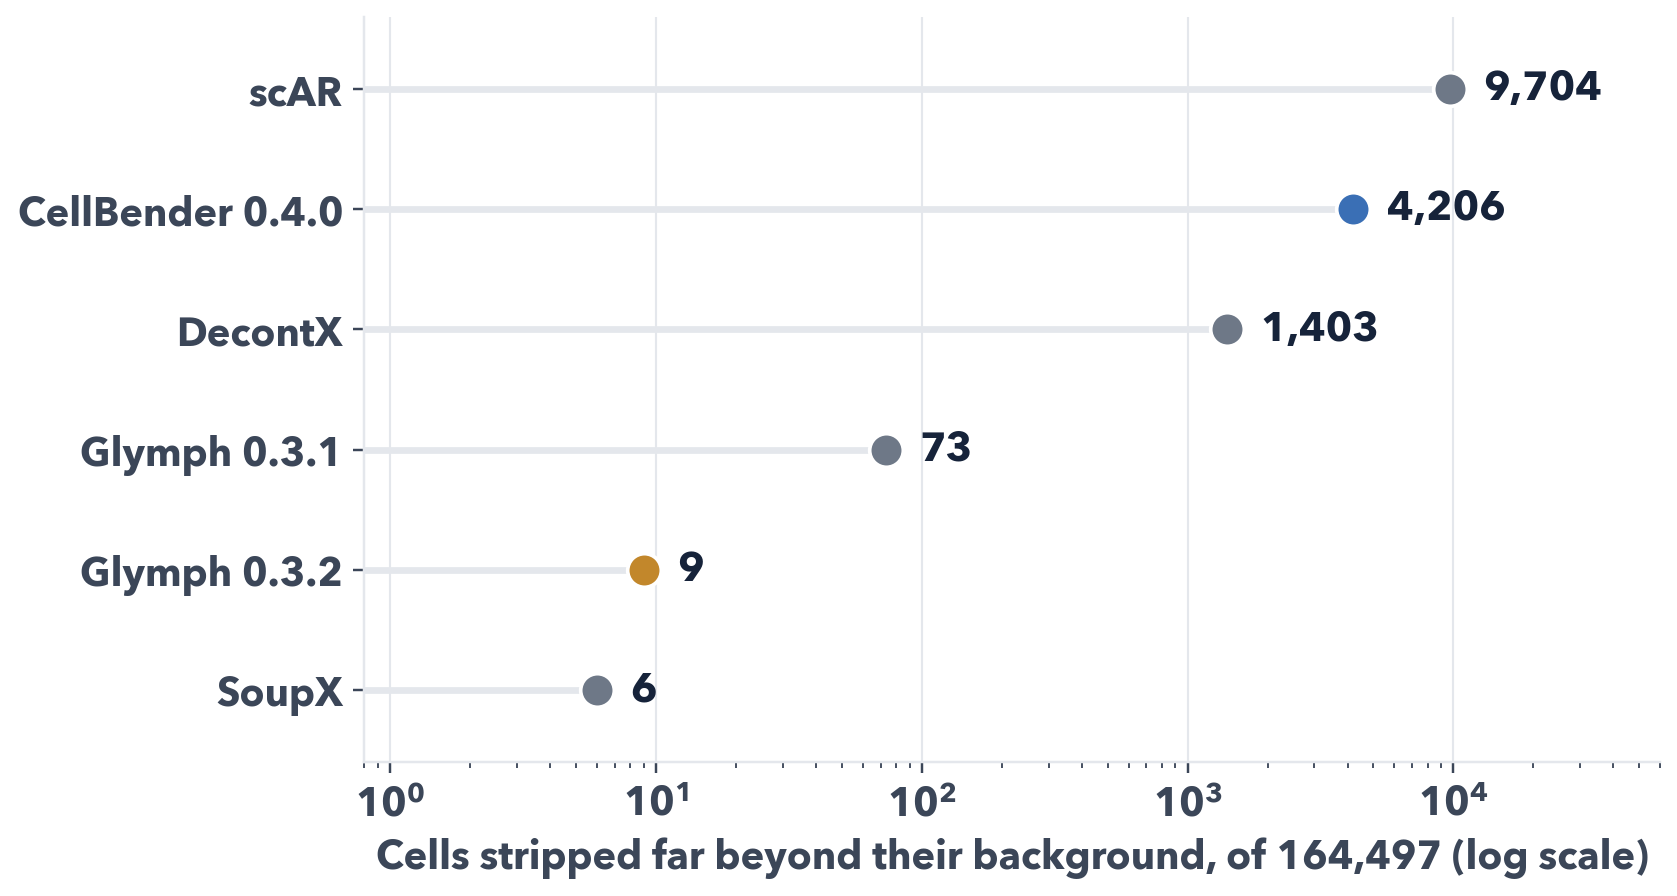 scAR 9,704
CellBender 0.4.0 4,206
DecontX 1,403
Glymph 0.3.1 73
Glymph 0.3.2 9
SoupX 6
10⁰ 10¹ 10² 10³ 10⁴
Cells stripped far beyond their background, of 164,497 (log scale)